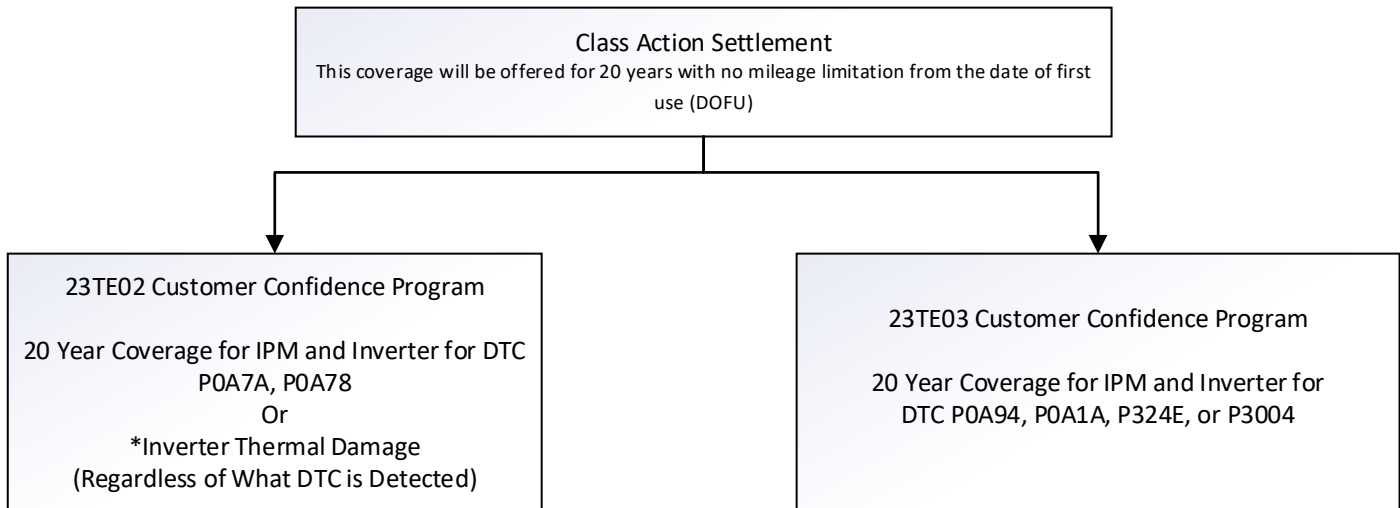 Class Action Settlement
This coverage will be offered for 20 years with no mileage limitation from the date of first
use (DOFU)
23TE02 Customer Confidence Program
20 Year Coverage for IPM and Inverter for DTC
P0A7A, P0A78
Or
*Inverter Thermal Damage
(Regardless of What DTC is Detected)
23TE03 Customer Confidence Program
20 Year Coverage for IPM and Inverter for
DTC P0A94, P0A1A, P324E, or P3004